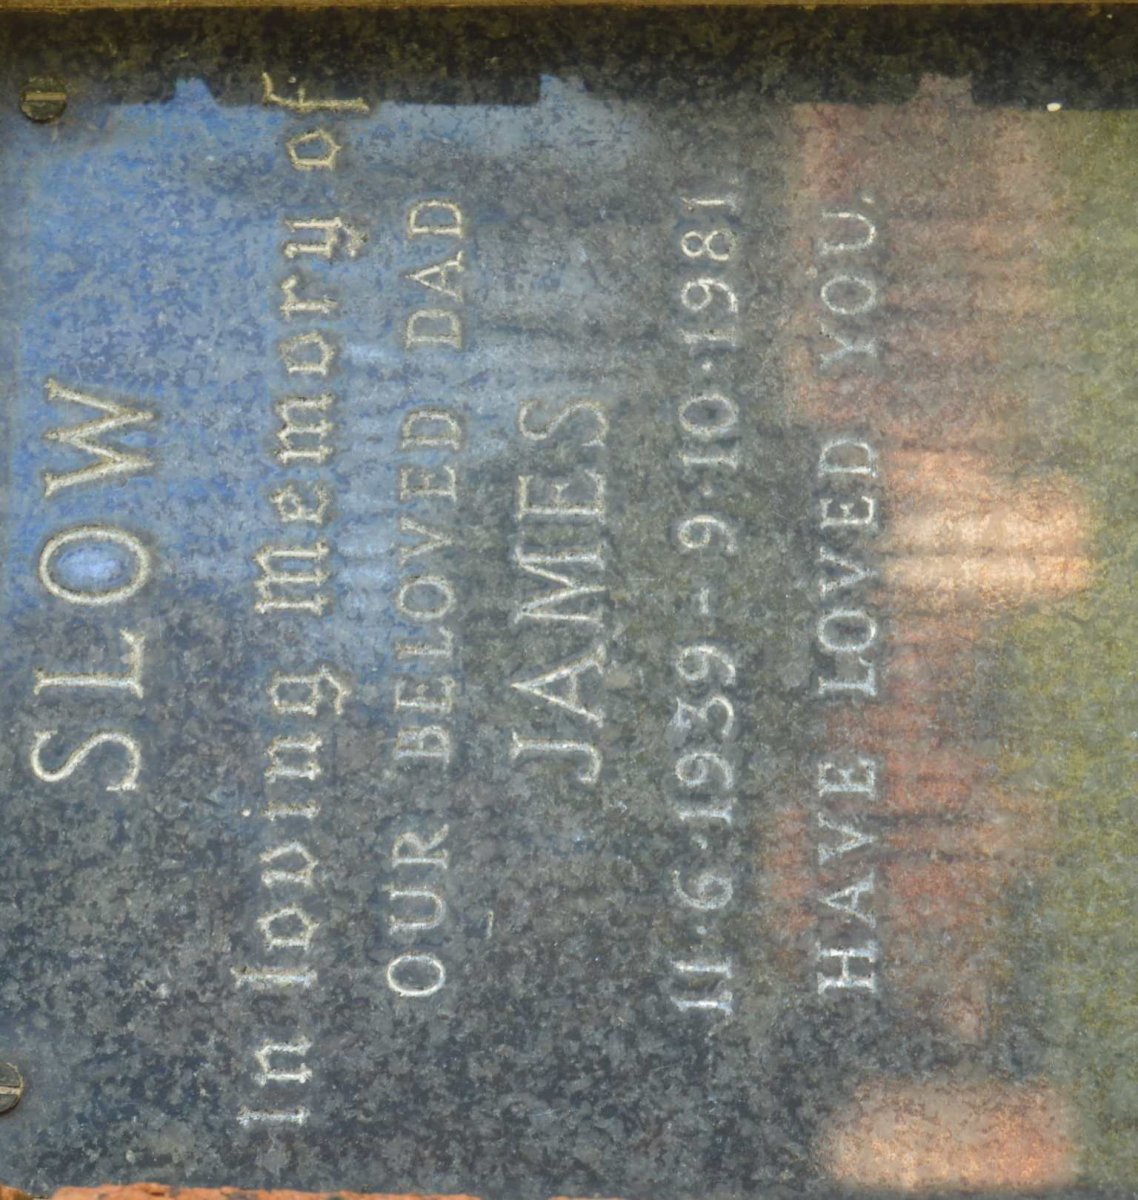 SLOW
In loving memory of
OUR BELOVED DAD
JAMES
11·6·1939 - 9·10·1981
HAVE LOVED YOU.